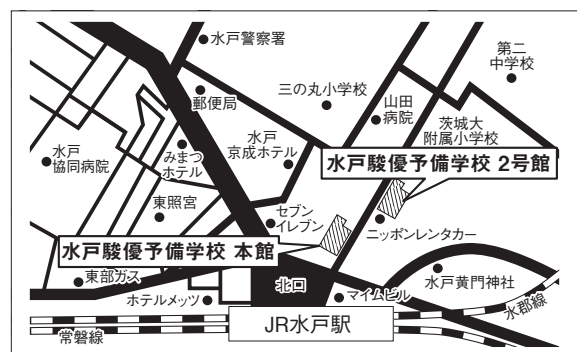 水戸警察署
第二
中学校
郵便局
三の丸小学校
山田
病院
茨城大
附属小学校
水戸
協同病院
みまつ
ホテル
水戸
京成ホテル
水戸駿優予備学校 2号館
東照宮
セブン
イレブン
ニッポンレンタカー
水戸駿優予備学校 本館
東部ガス
北口
水戸黄門神社
ホテルメッツ
マイムビル
水郡線
JR水戸駅
常磐線